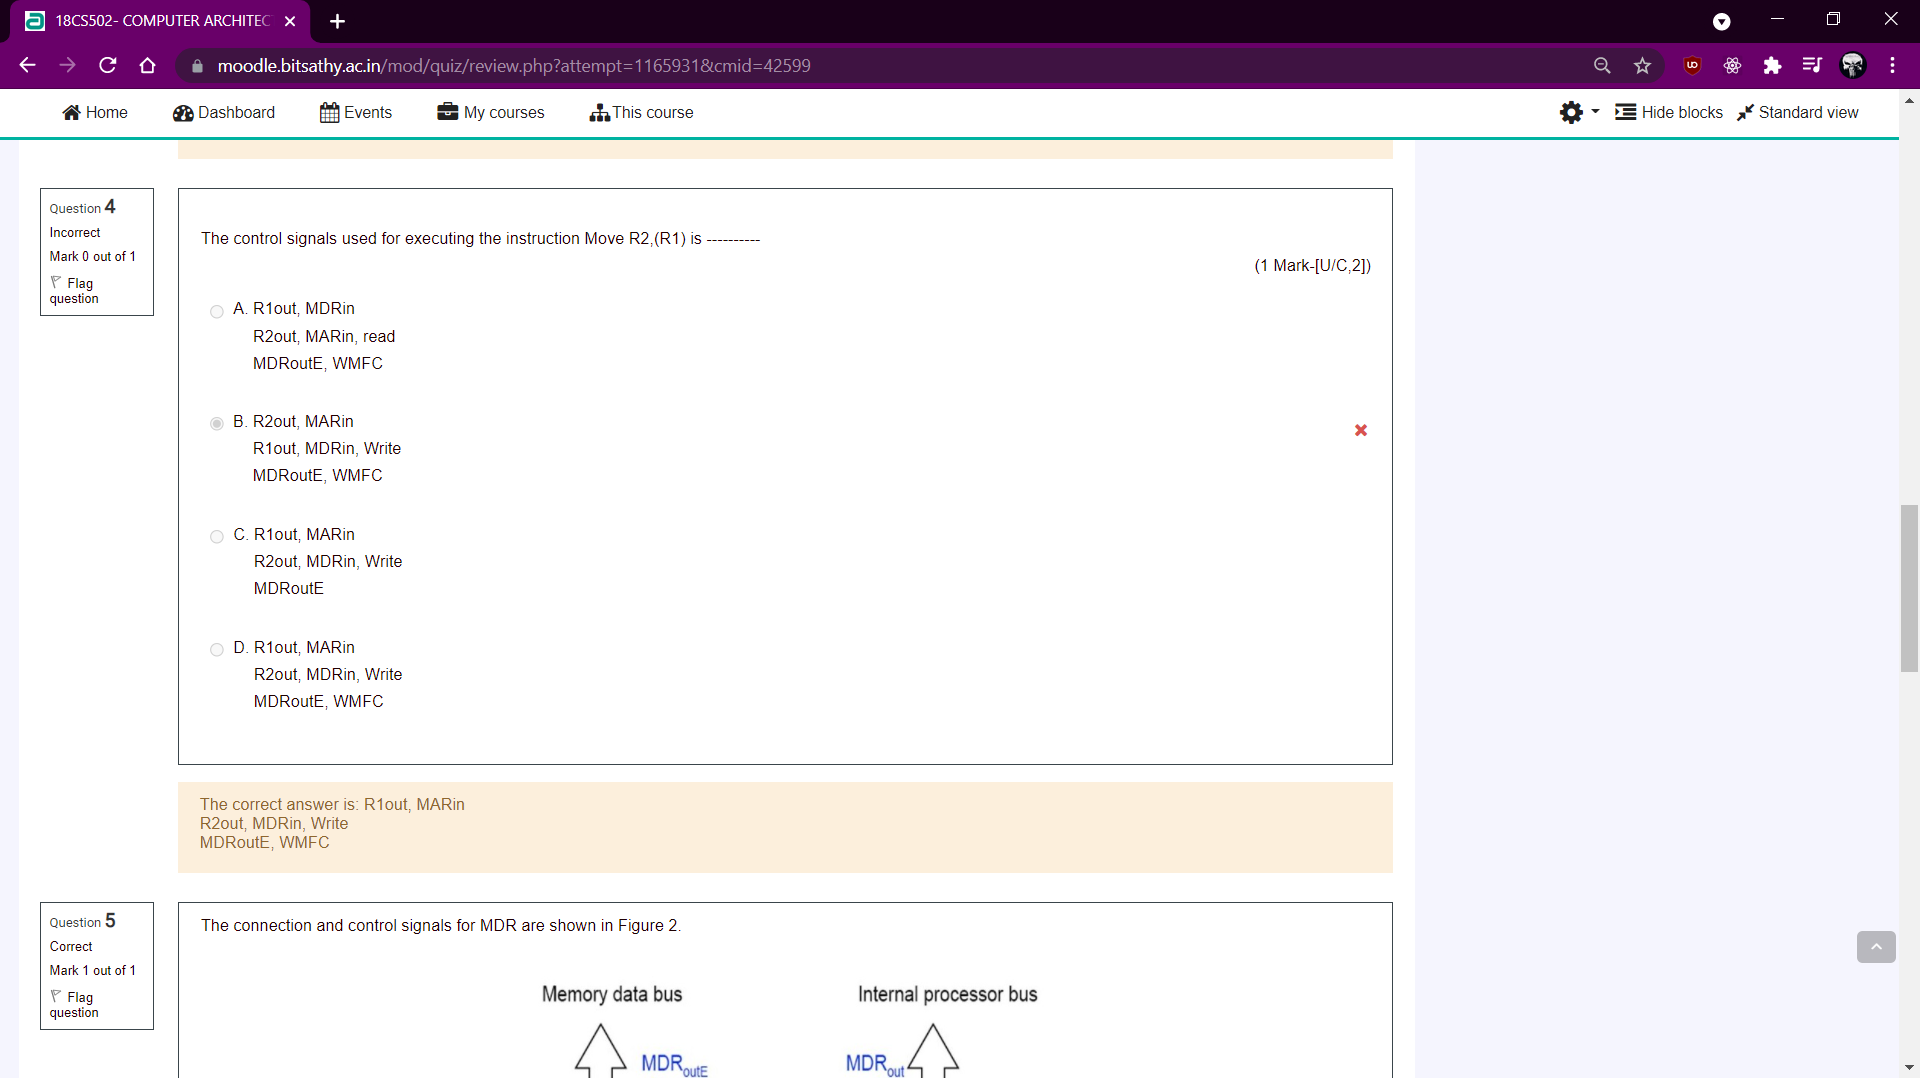 18CS502- COMPUTER ARCHITEC
moodle.bitsathy.ac.in/mod/quiz/review.php?attempt=1165931&cmid=42599
Home Dashboard Events My courses This course Hide blocks Standard view
Question 4
Incorrect
Mark 0 out of 1
Flag
question
The control signals used for executing the instruction Move R2,(R1) is ----------
(1 Mark-[U/C,2])
A. R1out, MDRin
R2out, MARin, read
MDRoutE, WMFC
B. R2out, MARin
R1out, MDRin, Write
MDRoutE, WMFC
C. R1out, MARin
R2out, MDRin, Write
MDRoutE
D. R1out, MARin
R2out, MDRin, Write
MDRoutE, WMFC
The correct answer is: R1out, MARin
R2out, MDRin, Write
MDRoutE, WMFC
Question 5
Correct
Mark 1 out of 1
Flag
question
The connection and control signals for MDR are shown in Figure 2.
Memory data bus Internal processor bus
MDRoutE MDRout